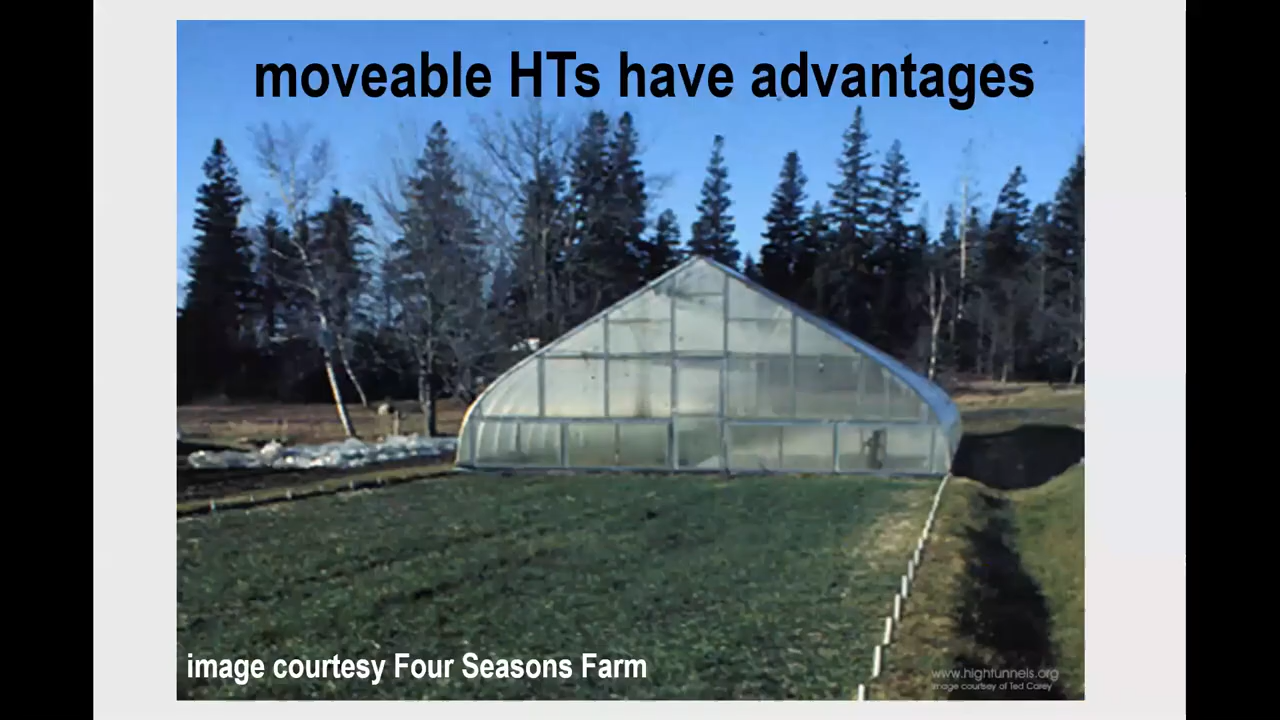 moveable HTs have advantages
image courtesy Four Seasons Farm
www.hightunnels.org
image courtesy of Ted Carey